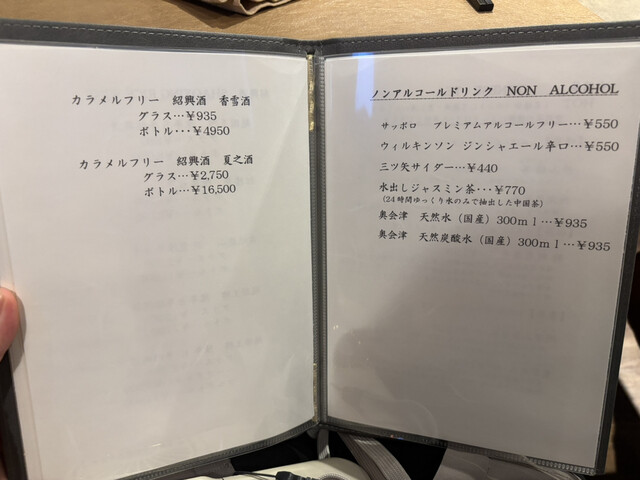 カラメルフリー　紹興酒　香雪酒
グラス…￥935
ボトル･･･￥4950
カラメルフリー　紹興酒　夏之酒
グラス…￥2,750
ボトル…￥16,500
ノンアルコールドリンク　NON　ALCOHOL
サッポロ　プレミアムアルコールフリー…￥550
ウィルキンソン ジンシャエール辛口…￥550
三ツ矢サイダー…￥440
水出しジャスミン茶･･･￥770
（24時間ゆっくり水のみで抽出した中国茶）
奥会津　天然水（国産）300ｍｌ…￥935
奥会津　天然炭酸水（国産）300ｍｌ…￥935